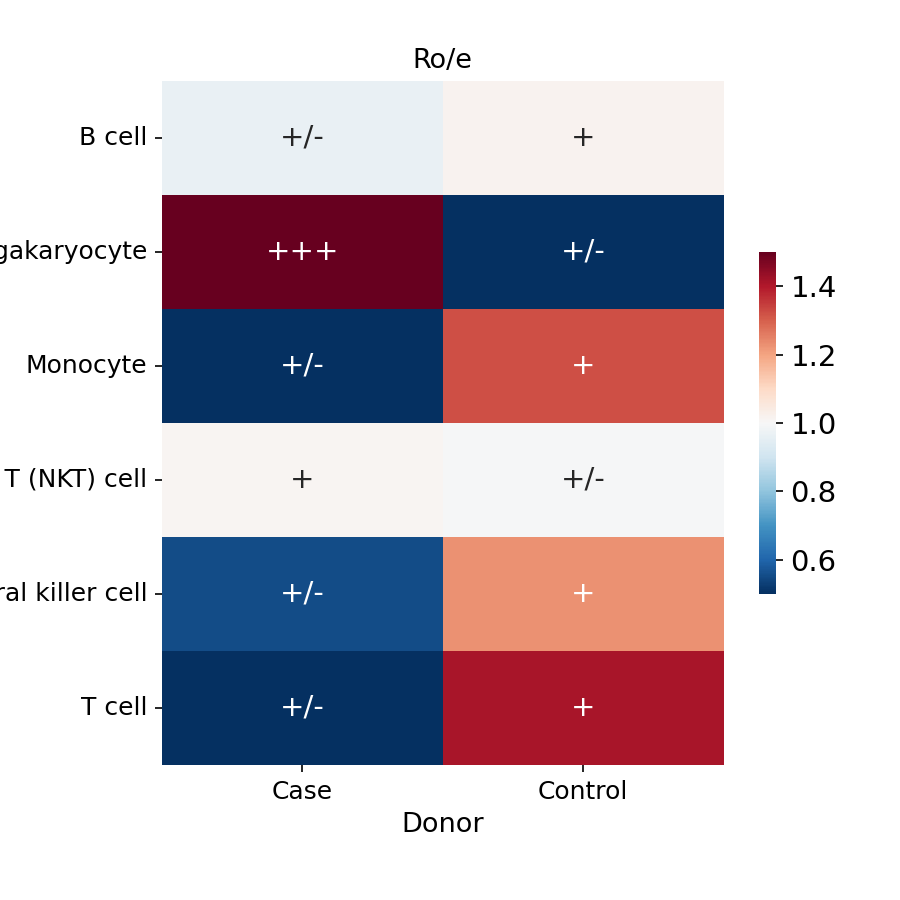 Ro/e
B cell +/- +
gakaryocyte +++ +/-
Monocyte +/- +
T (NKT) cell + +/-
ral killer cell +/- +
T cell +/- +
Case Control
Donor
1.4
1.2
1.0
0.8
0.6